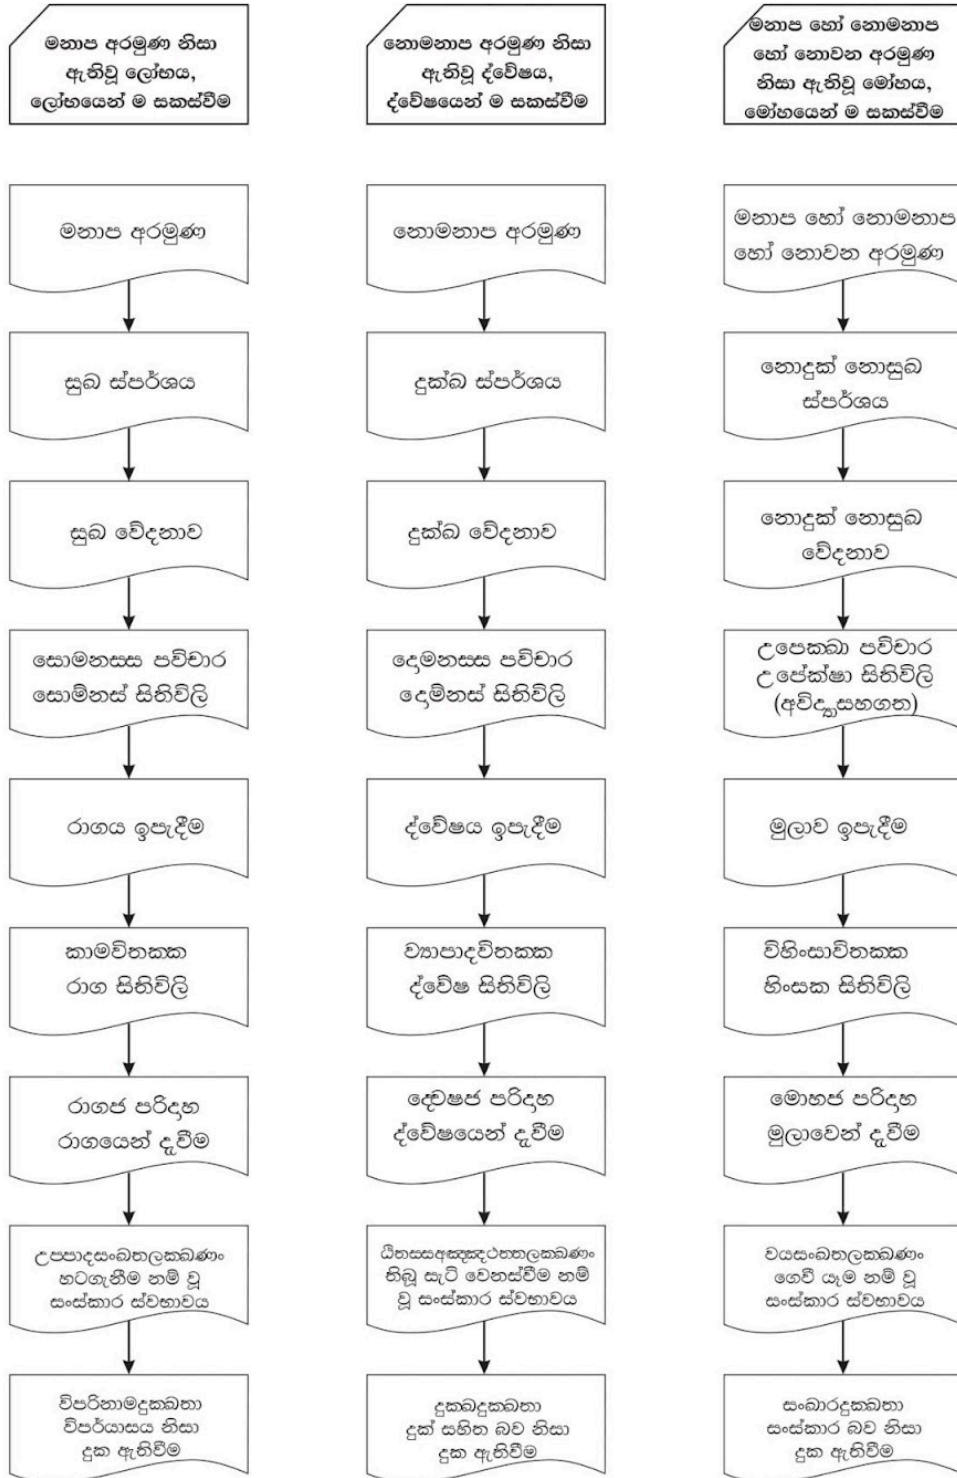 මනාප අරමුණ නිසා
ඇතිවූ ලෝභය,
ලෝභයෙන් ම සකස්වීම
මනාප අරමුණ
සුඛ ස්පර්ශය
සුඛ වේදනාව
සොමනස්ස පවිචාර
සොම්නස් සිතිවිලි
රාගය ඉපැදීම
කාමවිතක්ක
රාග සිතිවිලි
රාගජ පරිදාහ
රාගයෙන් දැවීම
උප්පාදසංඛතලක්ඛණං
හටගැනීම නම් වූ
සංස්කාර ස්වභාවය
විපරිනාමදුක්ඛතා
විපර්යාසය නිසා
දුක ඇතිවීම
නොමනාප අරමුණ නිසා
ඇතිවූ ද්වේෂය,
ද්වේෂයෙන් ම සකස්වීම
නොමනාප අරමුණ
දුක්ඛ ස්පර්ශය
දුක්ඛ වේදනාව
දොමනස්ස පවිචාර
දොම්නස් සිතිවිලි
ද්වේෂය ඉපැදීම
ව්‍යාපාදවිතක්ක
ද්වේෂ සිතිවිලි
ද්වෙෂජ පරිදාහ
ද්වේෂයෙන් දැවීම
ඨිතස්සඅඤ්ඤථත්තලක්ඛණං
තිබූ සැටි වෙනස්වීම නම්
වූ සංස්කාර ස්වභාවය
දුක්ඛදුක්ඛතා
දුක් සහිත බව නිසා
දුක ඇතිවීම
මනාප හෝ නොමනාප
හෝ නොවන අරමුණ
නිසා ඇතිවූ මෝහය,
මෝහයෙන් ම සකස්වීම
මනාප හෝ නොමනාප
හෝ නොවන අරමුණ
නොදුක් නොසුඛ
ස්පර්ශය
නොදුක් නොසුඛ
වේදනාව
උපෙක්ඛා පවිචාර
උපේක්ෂා සිතිවිලි
(අවිද්‍යාසහගත)
මුලාව ඉපැදීම
විහිංසාවිතක්ක
හිංසක සිතිවිලි
මොහජ පරිදාහ
මුලාවෙන් දැවීම
වයසංඛතලක්ඛණං
ගෙවී යෑම නම් වූ
සංස්කාර ස්වභාවය
සංඛාරදුක්ඛතා
සංස්කාර බව නිසා
දුක ඇතිවීම